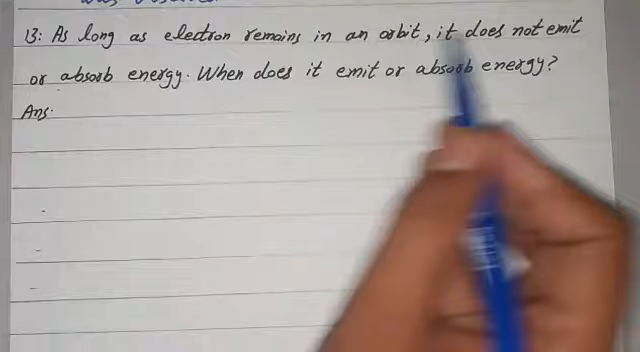 13: As long as electron remains in an orbit, it does not emit
or absorb energy. When does it emit or absorb energy?
Ans: